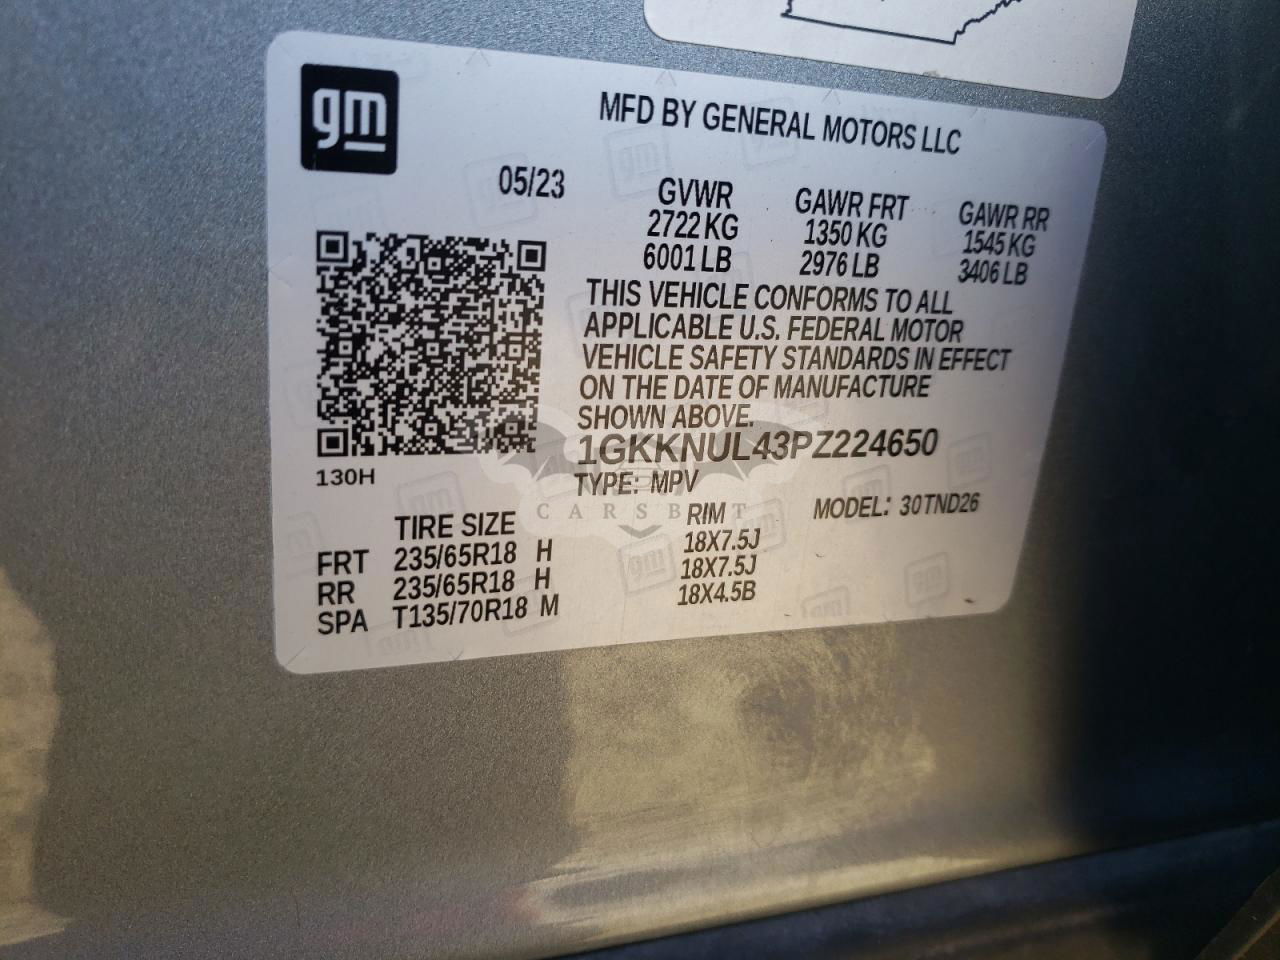 gm
MFD BY GENERAL MOTORS LLC
05/23
GVWR GAWR FRT GAWR RR
2722 KG 1350 KG 1545 KG
6001 LB 2976 LB 3406 LB
THIS VEHICLE CONFORMS TO ALL
APPLICABLE U.S. FEDERAL MOTOR
VEHICLE SAFETY STANDARDS IN EFFECT
ON THE DATE OF MANUFACTURE
SHOWN ABOVE.
1GKKNUL43PZ224650
130H
TYPE: MPV
CARSBAT
TIRE SIZE RIM MODEL: 30TND26
FRT 235/65R18 H 18X7.5J
RR 235/65R18 H 18X7.5J
SPA T135/70R18 M 18X4.5B